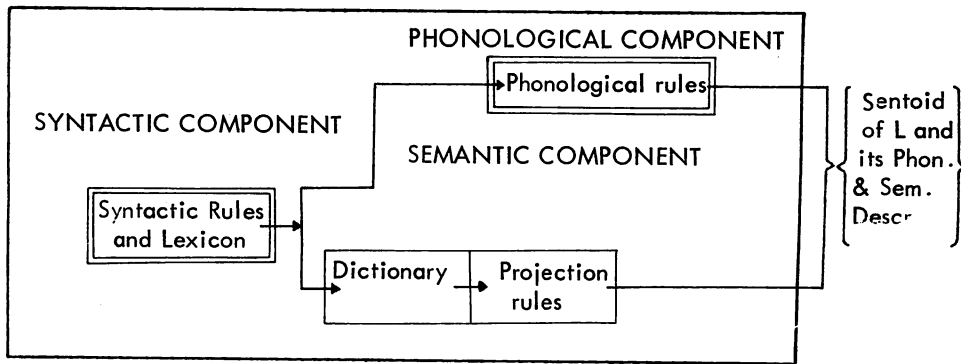 PHONOLOGICAL COMPONENT
Phonological rules
SYNTACTIC COMPONENT
SEMANTIC COMPONENT
Syntactic Rules
and Lexicon
Dictionary
Projection
rules
Sentoid
of L and
its Phon.
& Sem.
Descr